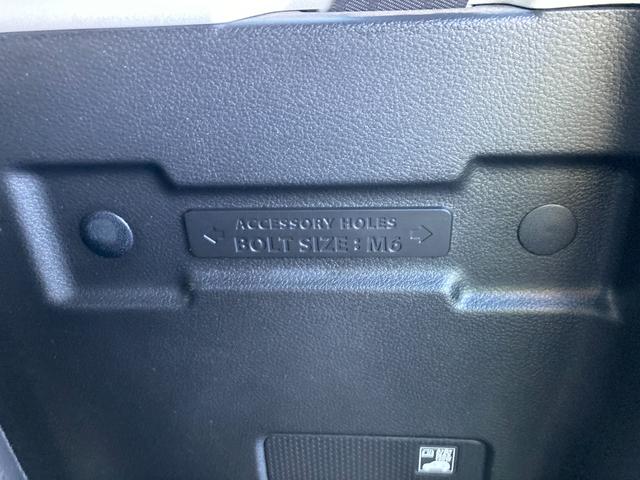 ACCESSORY HOLES
BOLT SIZE : M6